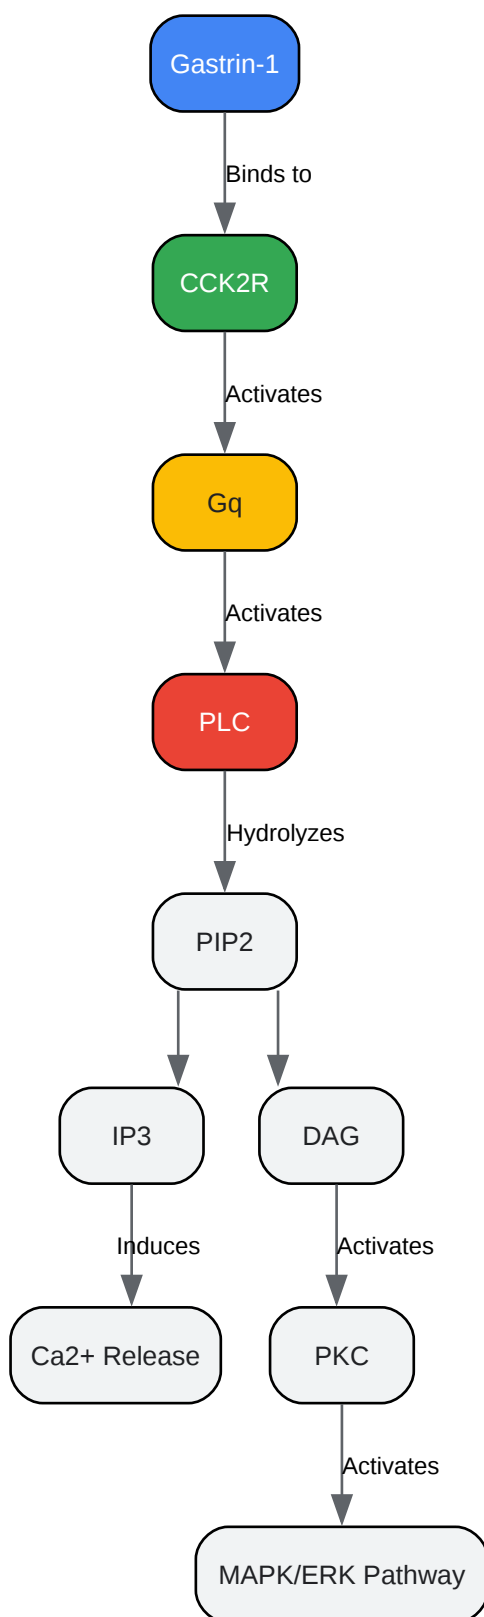 Gastrin-1
Binds to
CCK2R
Activates
Gq
Activates
PLC
Hydrolyzes
PIP2
IP3
DAG
Induces
Activates
Ca2+ Release
PKC
Activates
MAPK/ERK Pathway